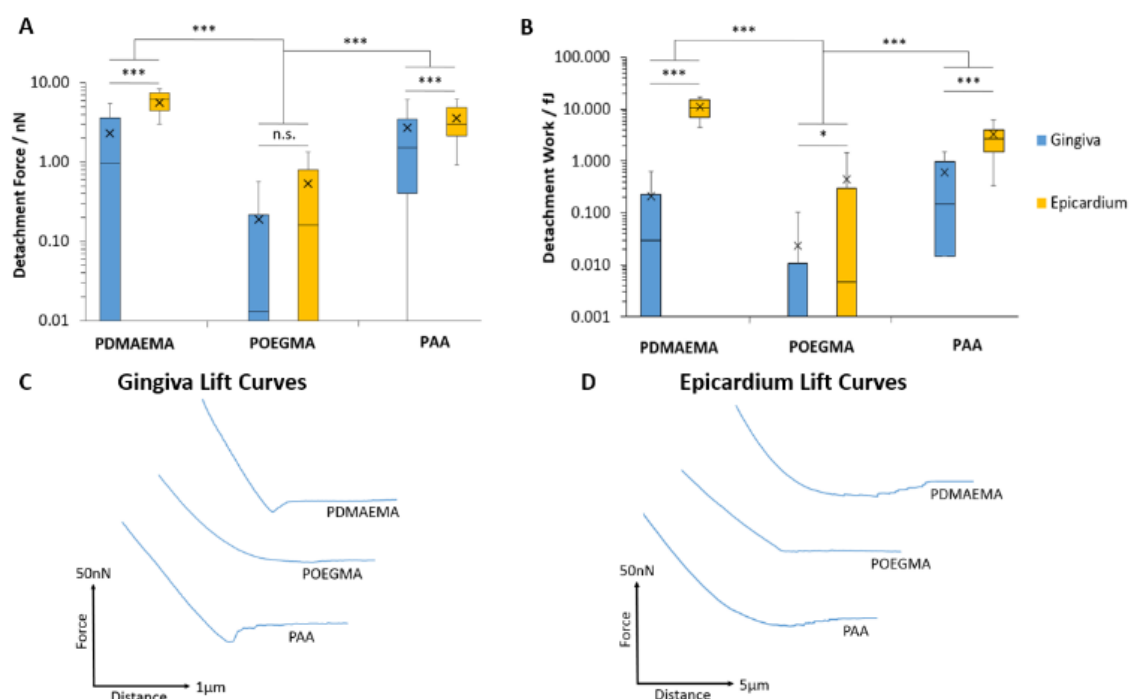 A
***
***
***
n.s.
***
10.00
1.00
0.10
0.01
Detachment Force / nN
PDMAEMA
POEGMA
PAA
B
***
***
***
*
***
100.000
10.000
1.000
0.100
0.010
0.001
Detachment Work / fJ
PDMAEMA
POEGMA
PAA
Gingiva
Epicardium
C
Gingiva Lift Curves
PDMAEMA
POEGMA
PAA
50nN
Force
Distance
1μm
D
Epicardium Lift Curves
PDMAEMA
POEGMA
PAA
50nN
Force
Distance
5μm